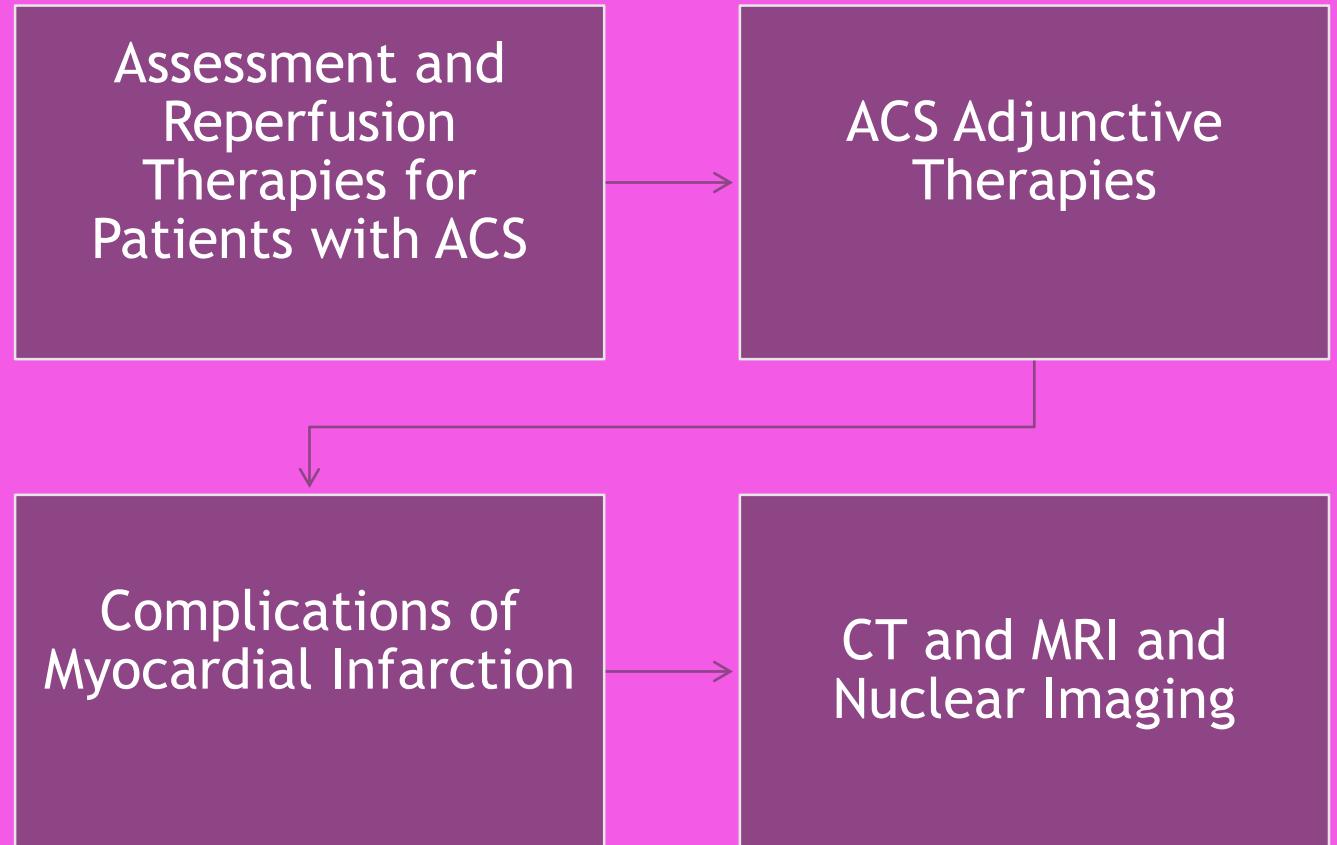 Assessment and
Reperfusion
Therapies for
Patients with ACS
ACS Adjunctive
Therapies
Complications of
Myocardial Infarction
CT and MRI and
Nuclear Imaging